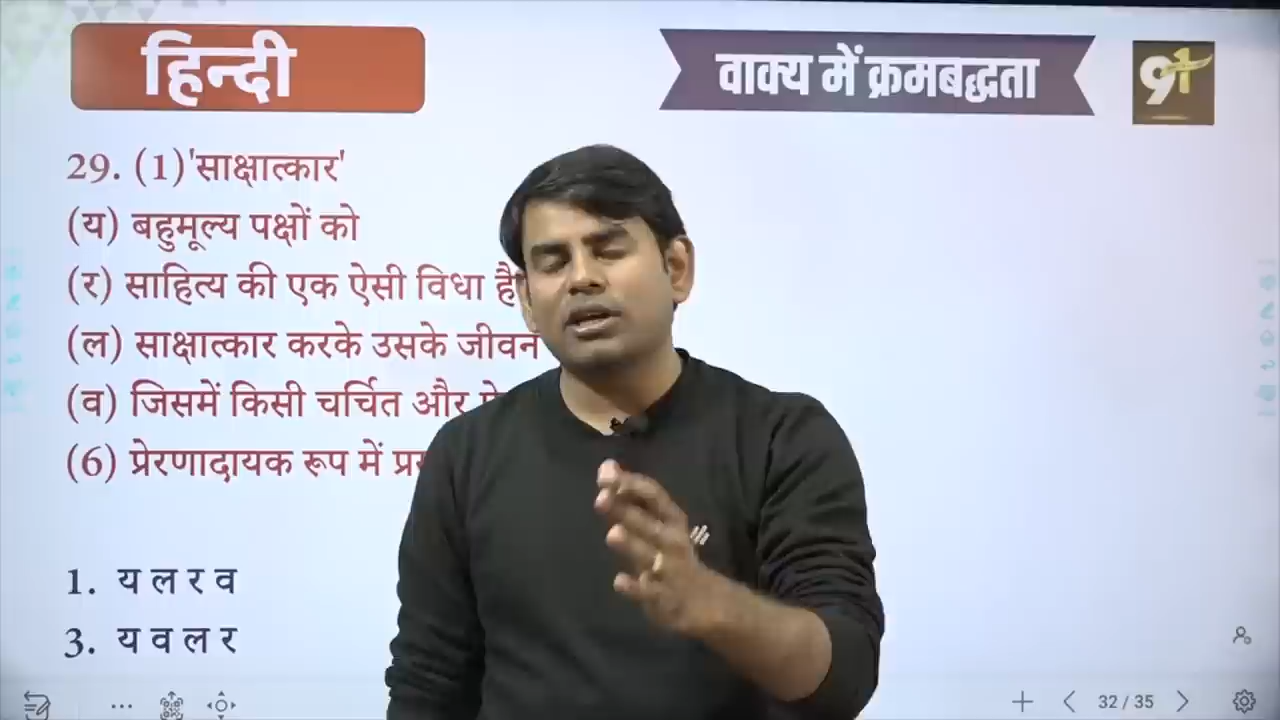 हिन्दी
वाक्य में क्रमबद्धता
29. (1) 'साक्षात्कार'
(य) बहुमूल्य पक्षों को
(र) साहित्य की एक ऐसी विधा है
(ल) साक्षात्कार करके उसके जीवन
(व) जिसमें किसी चर्चित और
(6) प्रेरणादायक रूप में
1. य ल र व
3. य व ल र
32 / 35